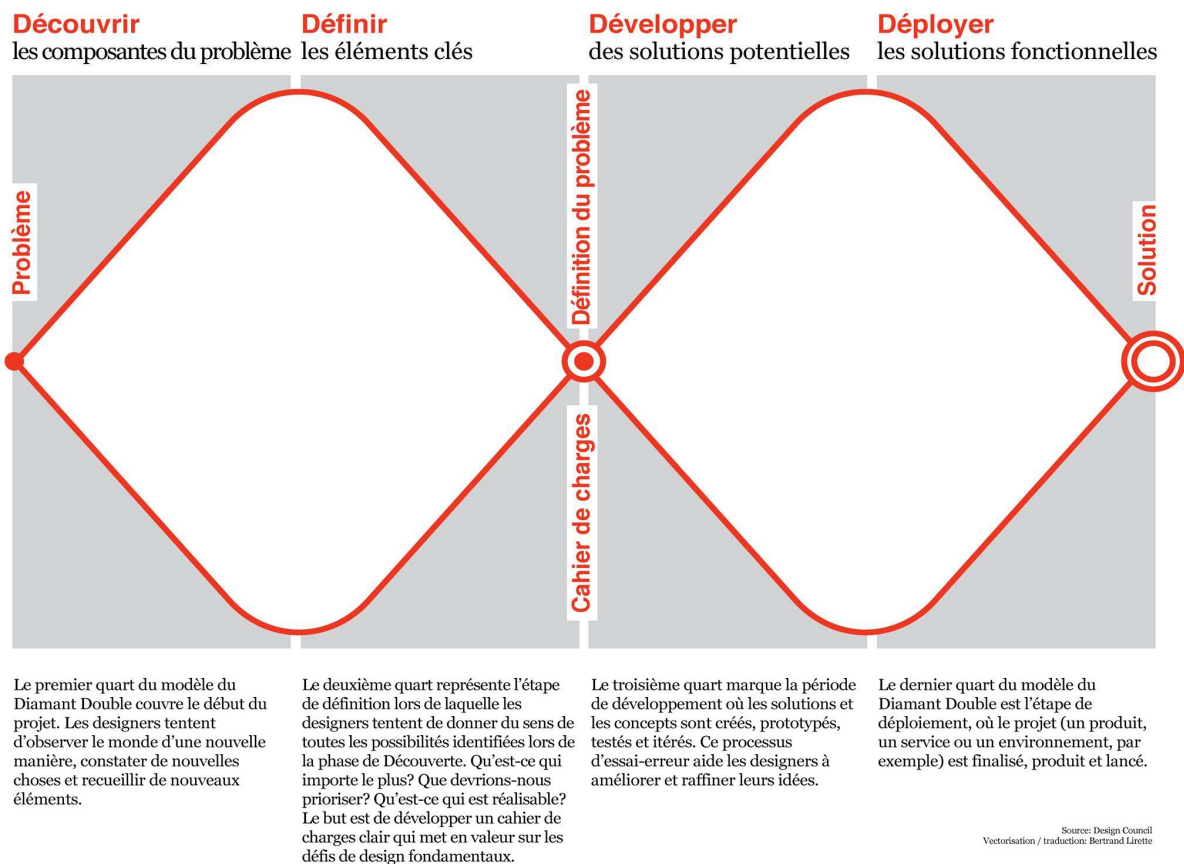 Découvrir
les composantes du problème
Définir
les éléments clés
Développer
des solutions potentielles
Déployer
les solutions fonctionnelles
Problème
Définition du problème
Cahier de charges
Solution
Le premier quart du modèle du
Diamant Double couvre le début du
projet. Les designers tentent
d’observer le monde d’une nouvelle
manière, constater de nouvelles
choses et recueillir de nouveaux
éléments.
Le deuxième quart représente l’étape
de définition lors de laquelle les
designers tentent de donner du sens de
toutes les possibilités identifiées lors de
la phase de Découverte. Qu’est-ce qui
importe le plus? Que devrions-nous
prioriser? Qu’est-ce qui est réalisable?
Le but est de développer un cahier de
charges clair qui met en valeur sur les
défis de design fondamentaux.
Le troisième quart marque la période
de développement où les solutions et
les concepts sont créés, prototypés,
testés et itérés. Ce processus
d’essai-erreur aide les designers à
améliorer et raffiner leurs idées.
Le dernier quart du modèle du
Diamant Double est l’étape de
déploiement, où le projet (un produit,
un service ou un environnement, par
exemple) est finalisé, produit et lancé.
Source: Design Council
Vectorisation / traduction: Bertrand Lirette